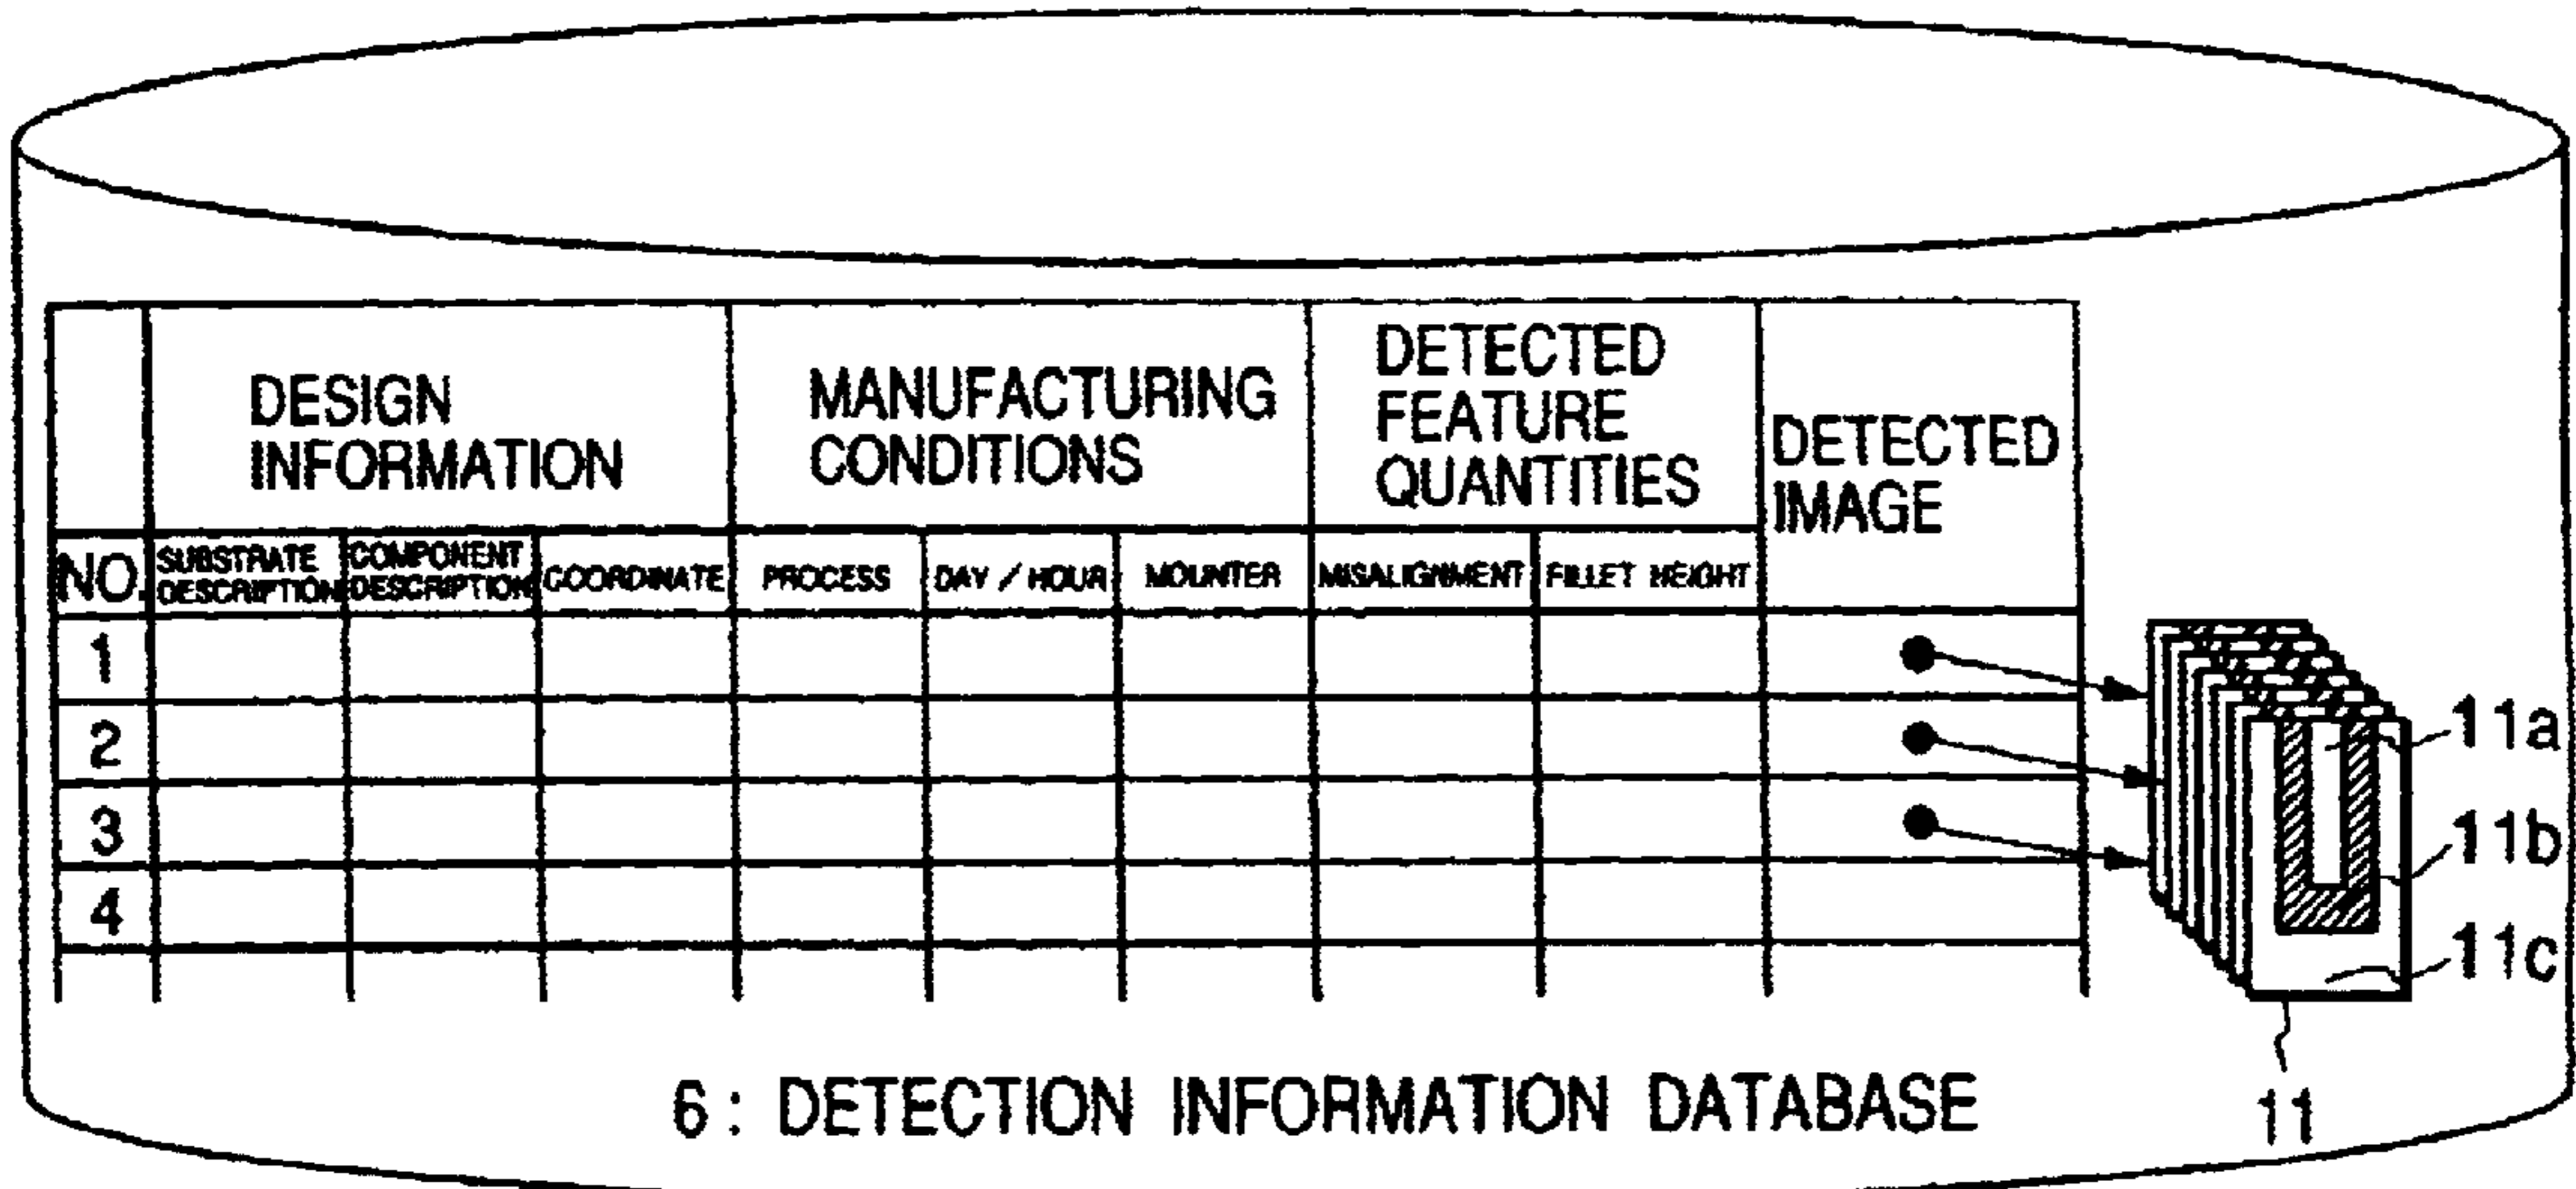 DESIGN
INFORMATION
MANUFACTURING
CONDITIONS
DETECTED
FEATURE
QUANTITIES
DETECTED
IMAGE
NO.
SUBSTRATE
DESCRIPTION
COMPONENT
DESCRIPTION
COORDINATE
PROCESS
DAY / HOUR
MOUNTER
MISALIGNMENT
FILLET HEIGHT
1
2
3
4
11a
11b
11c
11
6 : DETECTION INFORMATION DATABASE